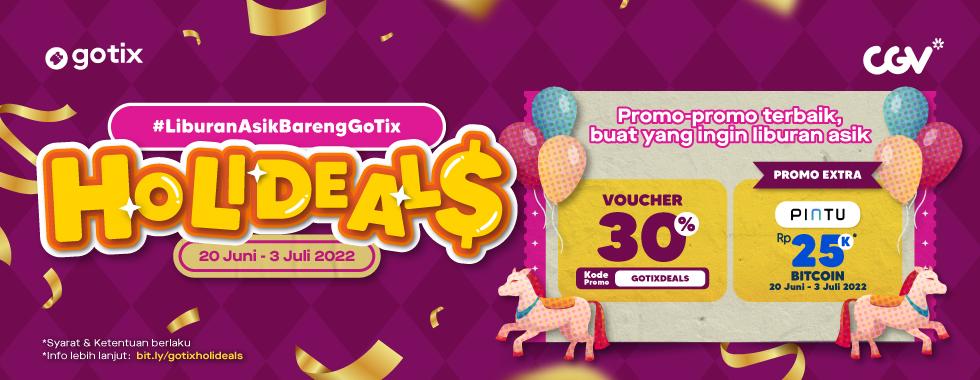 gotix
CGV
#LiburanAsikBarengGoTix
HOLIDEAL$
20 Juni - 3 Juli 2022
*Syarat & Ketentuan berlaku
*Info lebih lanjut: bit.ly/gotixholideals
Promo-promo terbaik,
buat yang ingin liburan asik
VOUCHER
30%
Kode Promo GOTIXDEALS
PROMO EXTRA
PINTU
Rp 25K*
BITCOIN
20 Juni - 3 Juli 2022